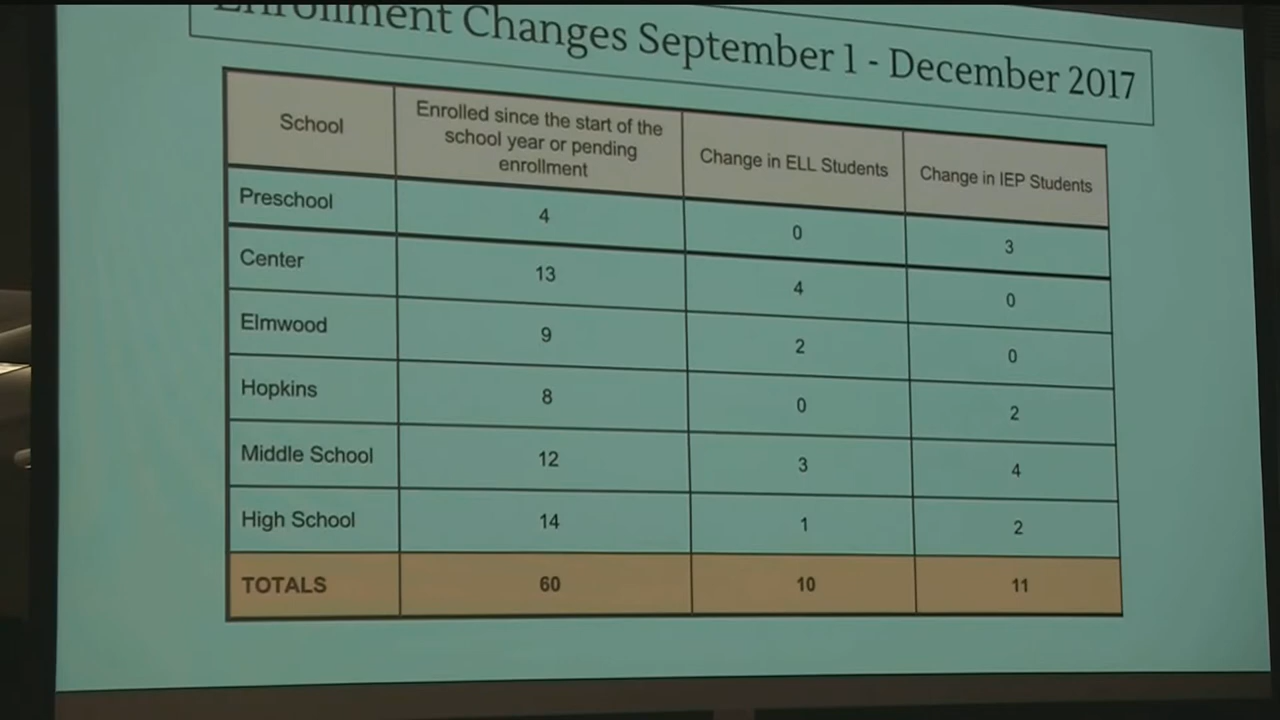 Enrollment Changes September 1 - December 2017
School
Enrolled since the start of the
school year or pending
enrollment
Change in ELL Students
Change in IEP Students
Preschool 4 0 3
Center 13 4 0
Elmwood 9 2 0
Hopkins 8 0 2
Middle School 12 3 4
High School 14 1 2
TOTALS 60 10 11